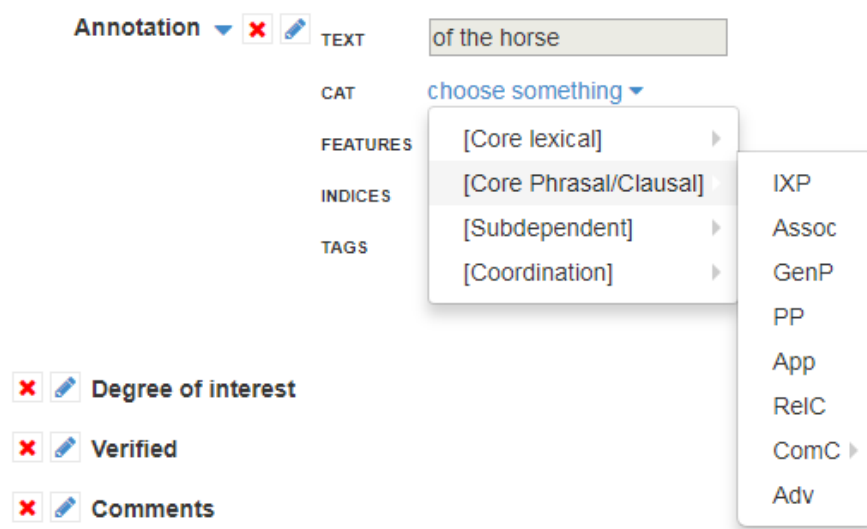 Annotation
TEXT of the horse
CAT choose something
FEATURES
INDICES
TAGS
[Core lexical]
[Core Phrasal/Clausal]
[Subdependent]
[Coordination]
IXP
Assoc
GenP
PP
App
RelC
ComC
Adv
Degree of interest
Verified
Comments